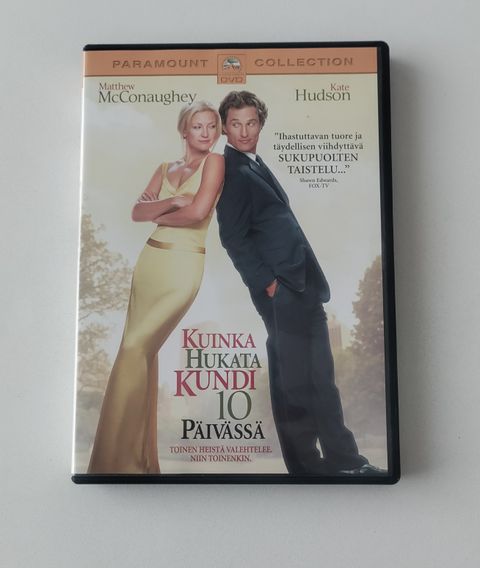 PARAMOUNT DVD COLLECTION
Matthew
McConaughey
Kate
Hudson
"Ihastuttavan tuore ja
täydellisen viihdyttävä
SUKUPUOLTEN
TAISTELU..."
Shawn Edwards,
FOX-TV
KUINKA
HUKATA
KUNDI
10
PÄIVÄSSÄ
TOINEN HEISTÄ VALEHTELEE.
NIIN TOINENKIN.